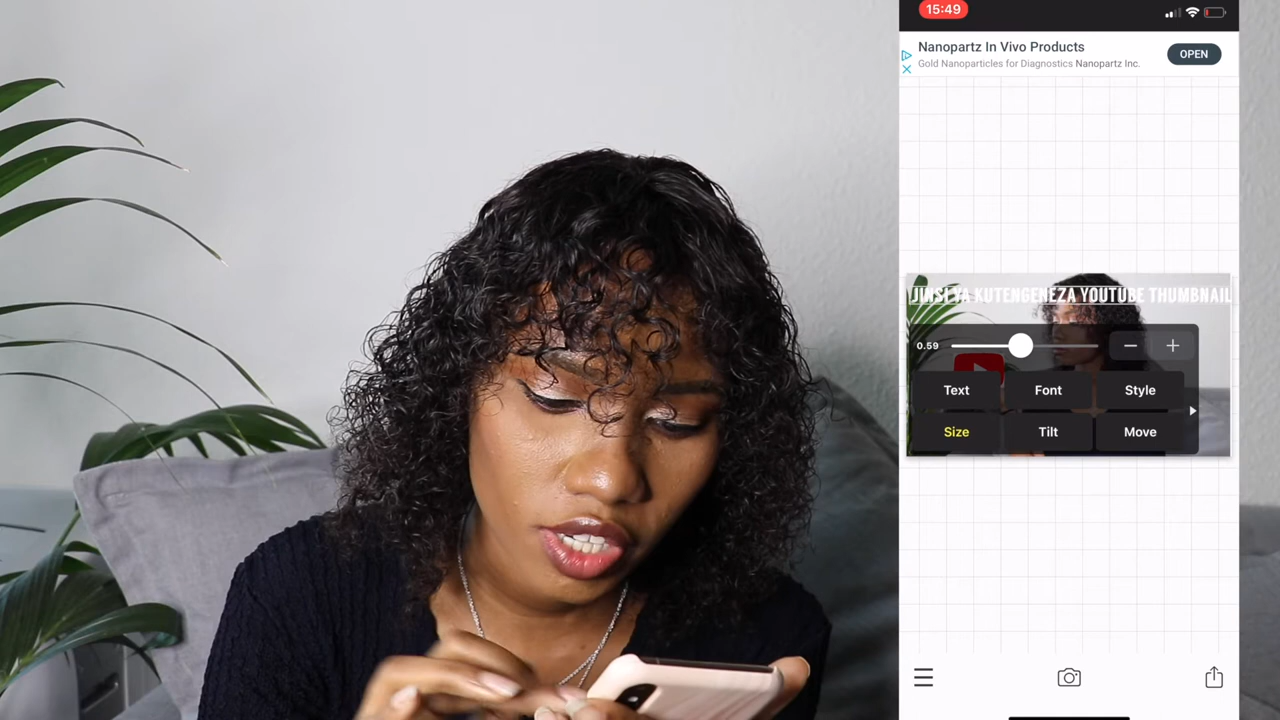 15:49
Nanopartz In Vivo Products
Gold Nanoparticles for Diagnostics Nanopartz Inc.
OPEN
JINSI YA KUTENGENEZA YOUTUBE THUMBNAIL
0.59
Text Font Style
Size Tilt Move